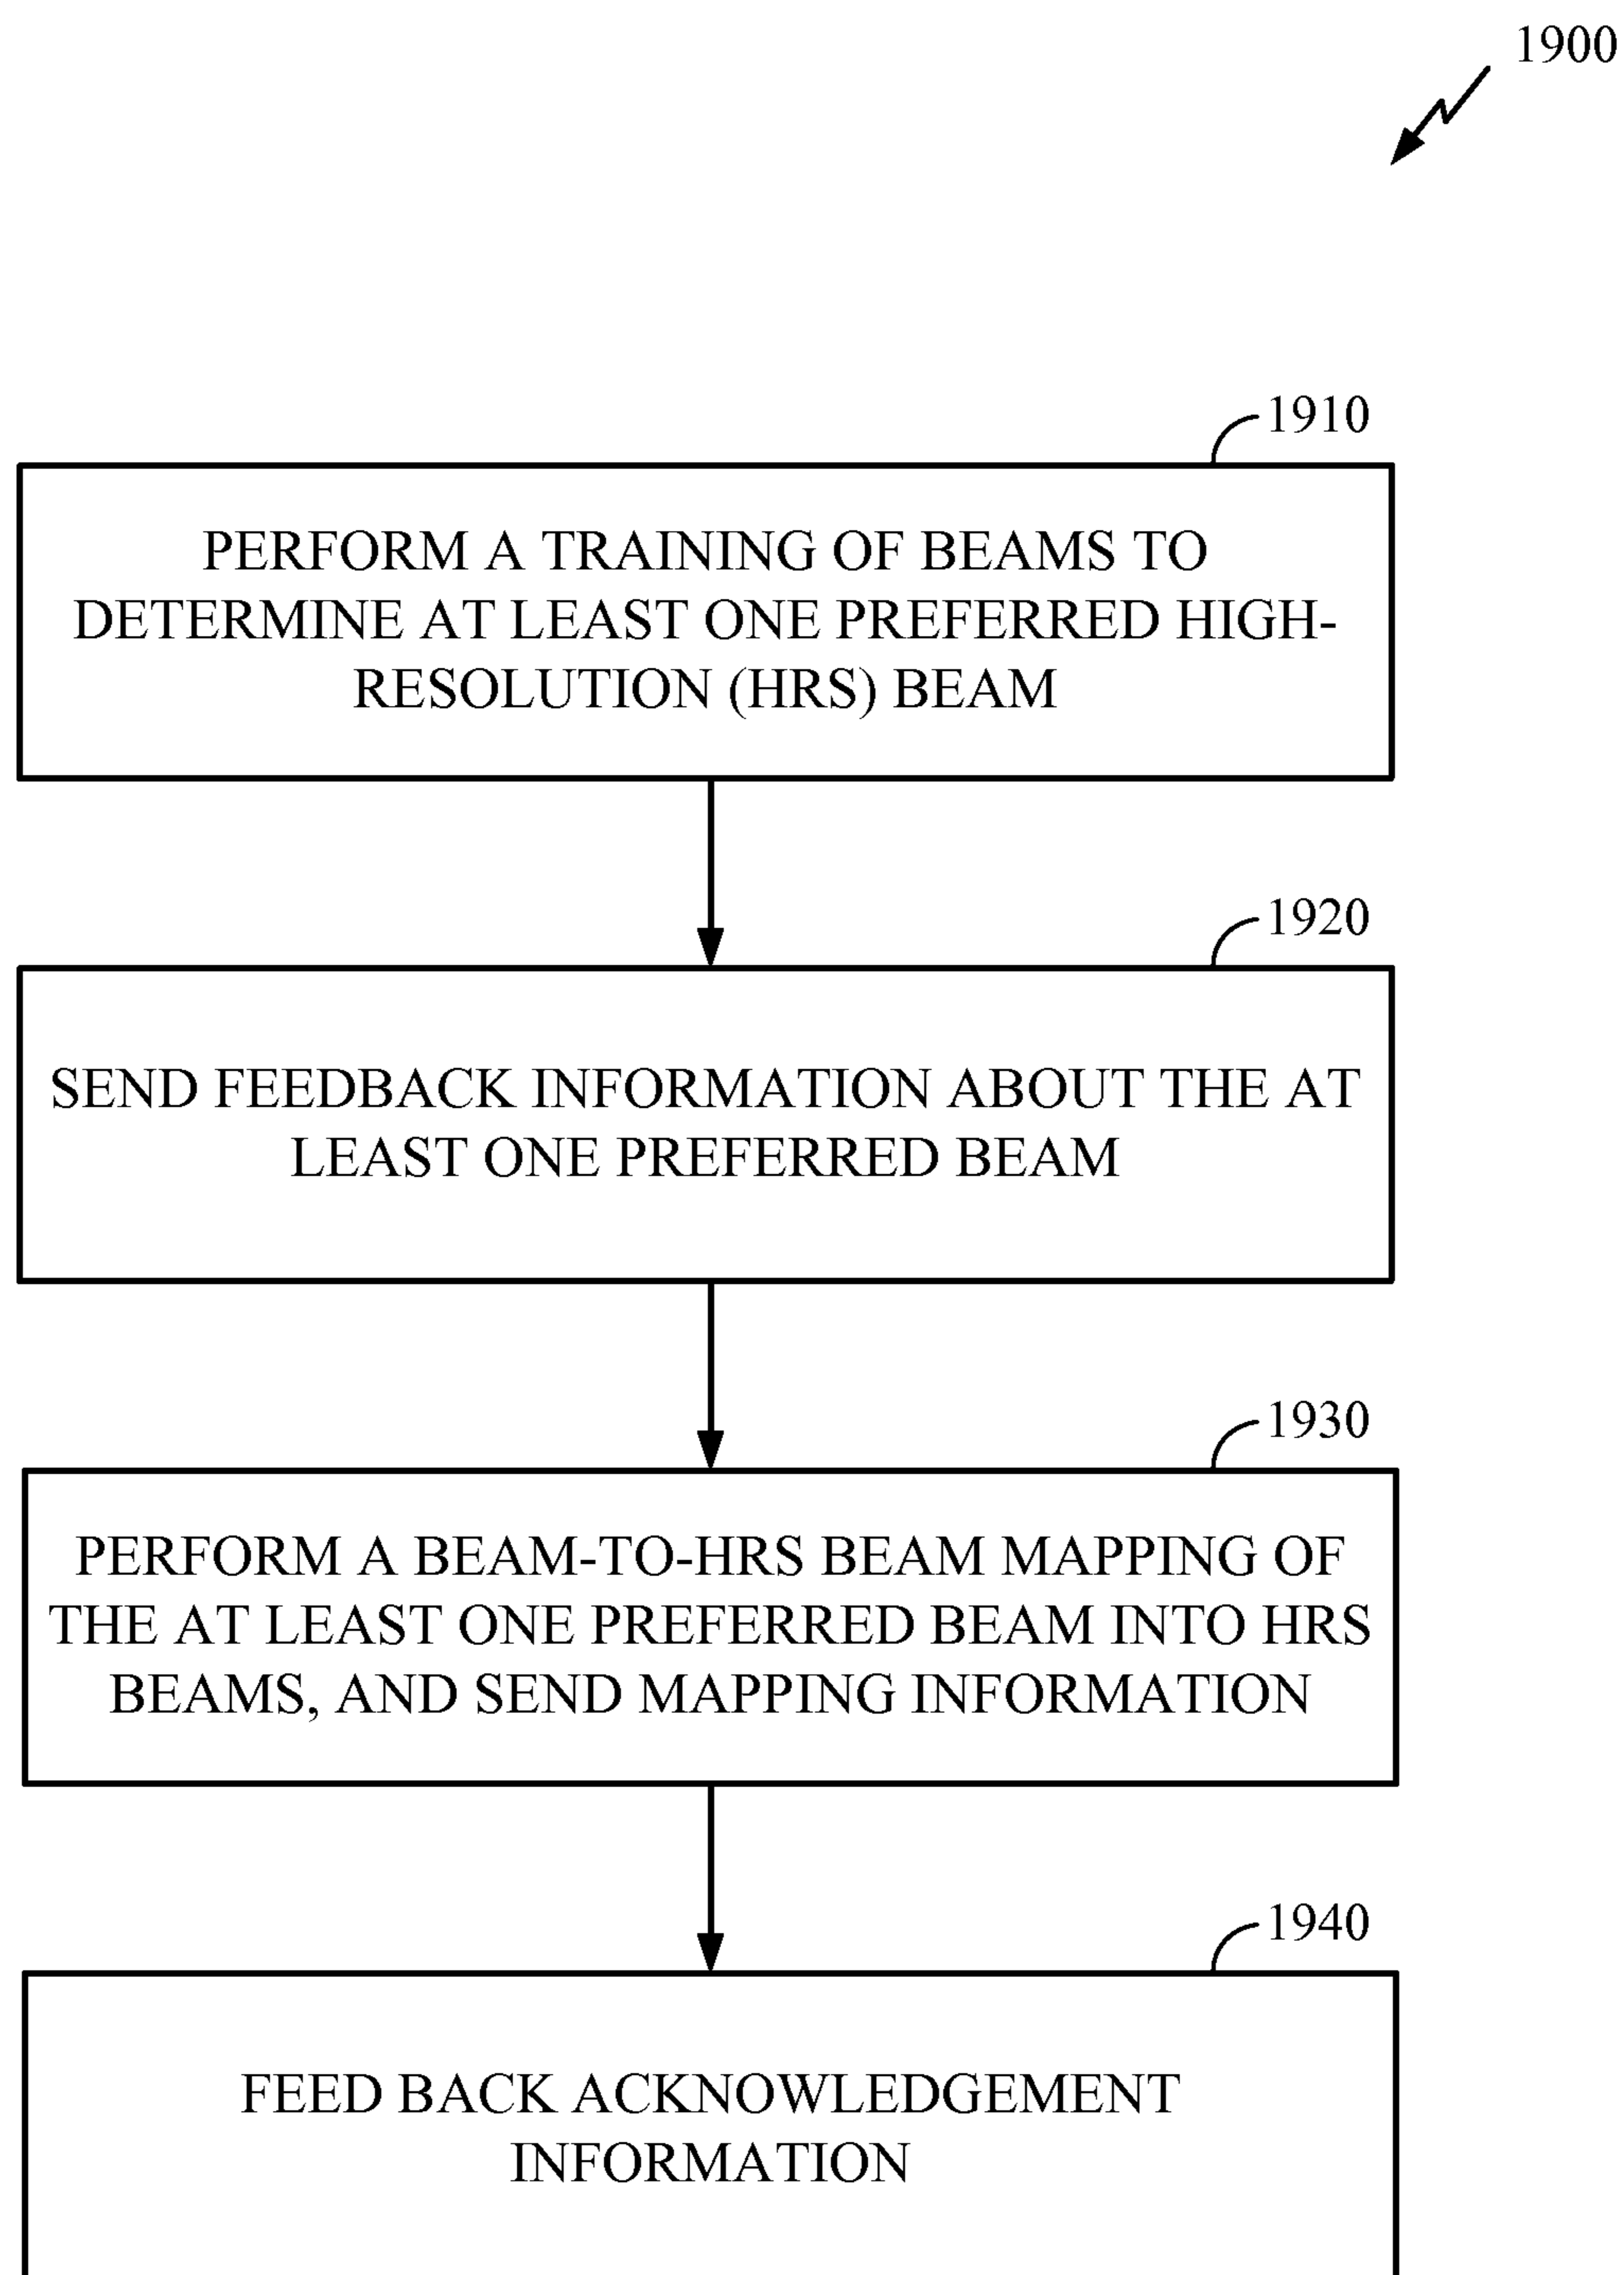 1900
1910
PERFORM A TRAINING OF BEAMS TO
DETERMINE AT LEAST ONE PREFERRED HIGH-
RESOLUTION (HRS) BEAM
1920
SEND FEEDBACK INFORMATION ABOUT THE AT
LEAST ONE PREFERRED BEAM
1930
PERFORM A BEAM-TO-HRS BEAM MAPPING OF
THE AT LEAST ONE PREFERRED BEAM INTO HRS
BEAMS, AND SEND MAPPING INFORMATION
1940
FEED BACK ACKNOWLEDGEMENT
INFORMATION